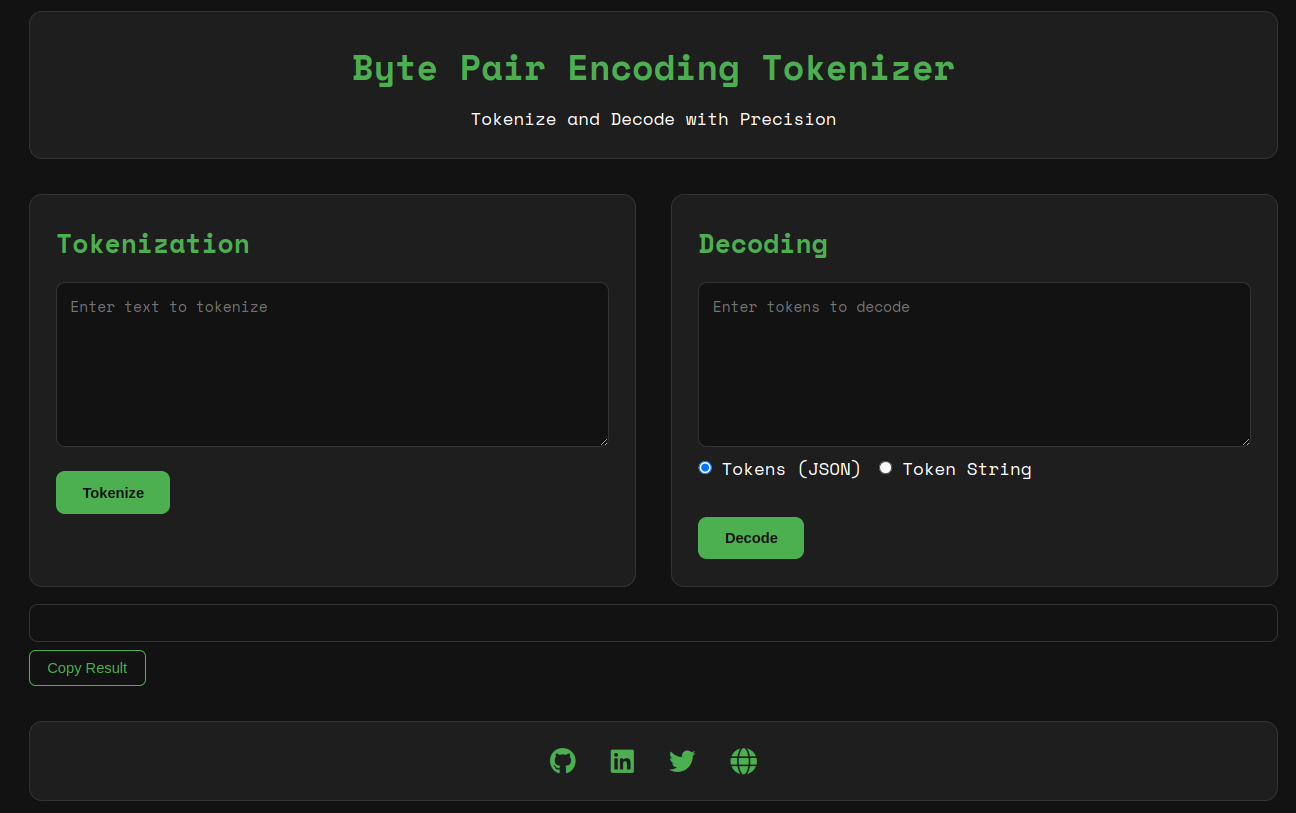 Byte Pair Encoding Tokenizer
Tokenize and Decode with Precision
Tokenization
Enter text to tokenize
Tokenize
Decoding
Enter tokens to decode
Tokens (JSON) Token String
Decode
Copy Result
in